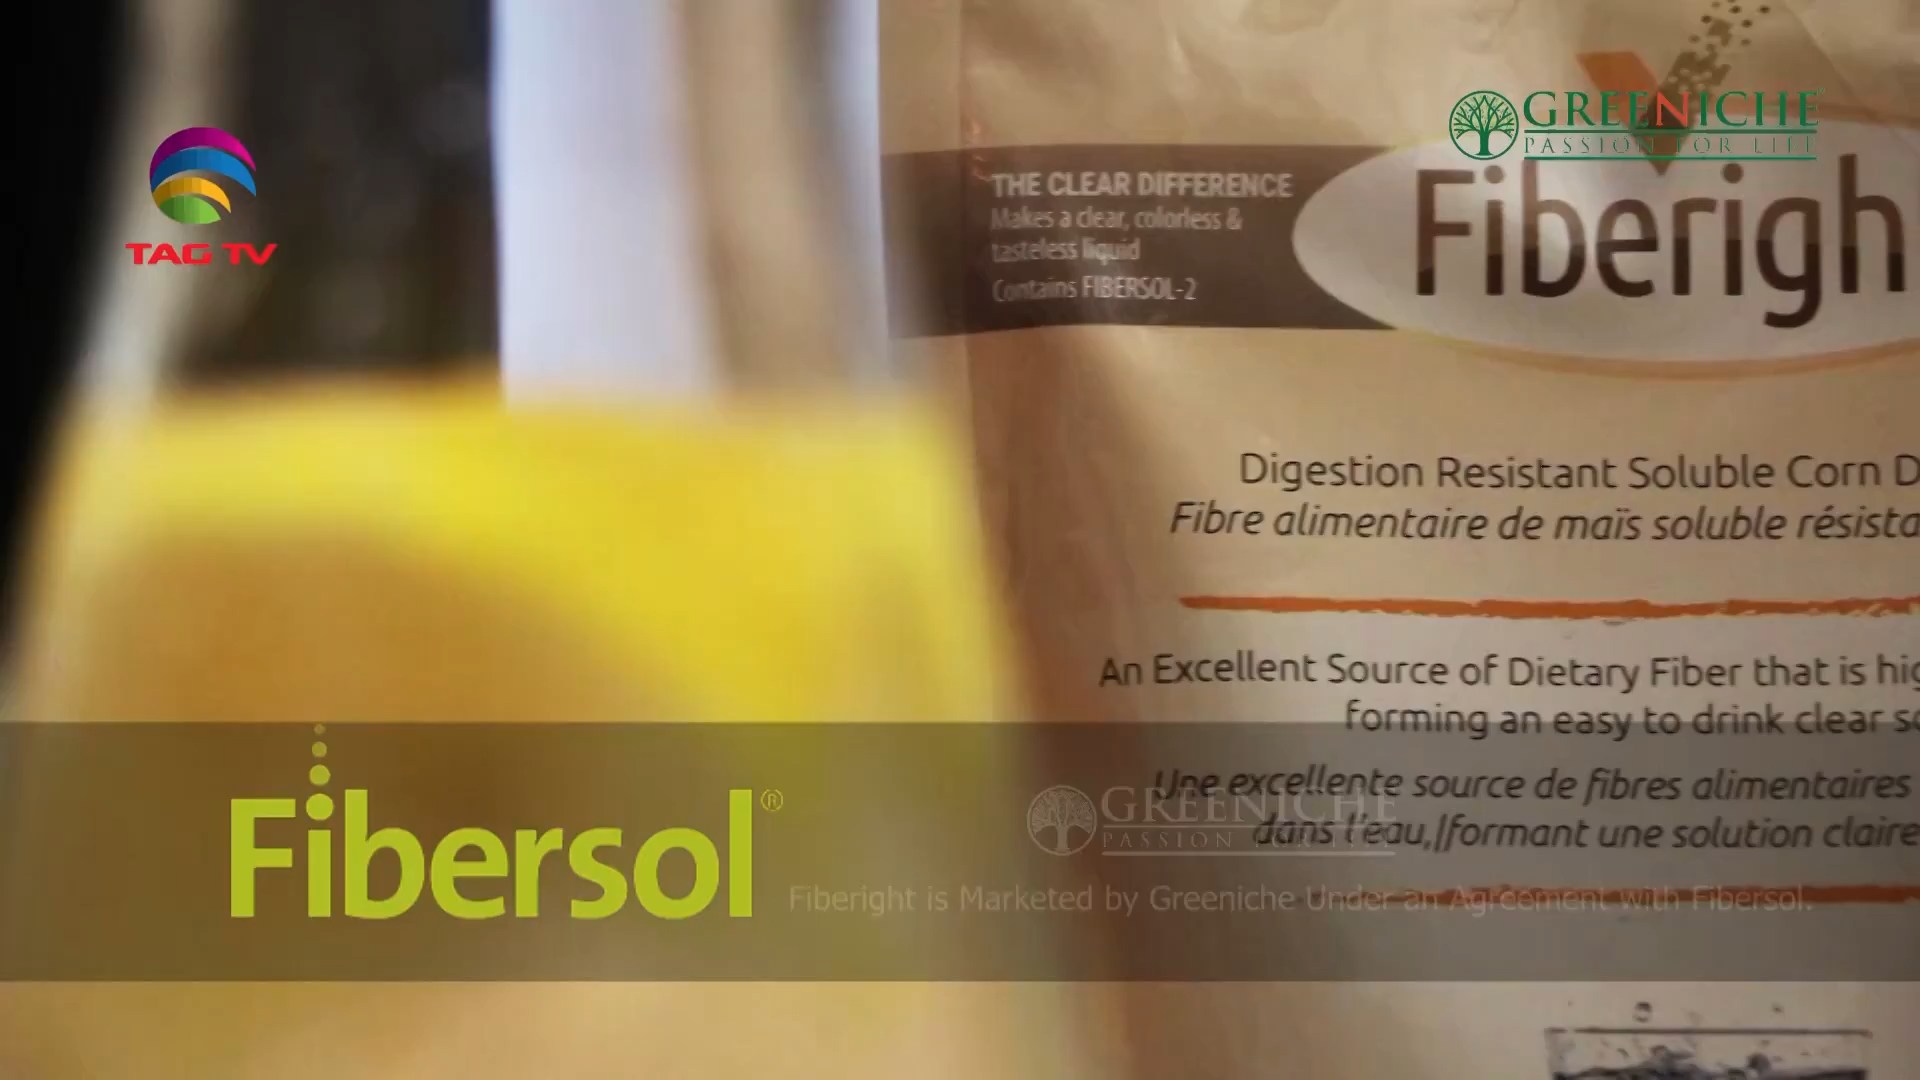 TAG TV
GREENICHE
PASSION FOR LIFE
THE CLEAR DIFFERENCE
Makes a clear, colorless &
tasteless liquid
Contains FIBERSOL-2
Fiberigh
Digestion Resistant Soluble Corn D
Fibre alimentaire de maïs soluble résista
An Excellent Source of Dietary Fiber that is hig
forming an easy to drink clear so
Une excellente source de fibres alimentaires
dans l'eau, formant une solution claire
Fibersol®
GREENICHE
PASSION FOR LIFE
Fiberight is Marketed by Greeniche Under an Agreement with Fibersol.